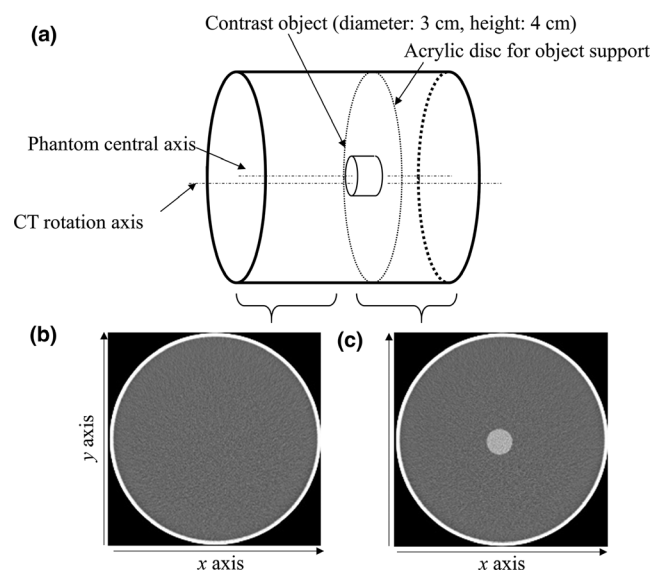 (a)
Contrast object (diameter: 3 cm, height: 4 cm)
Acrylic disc for object support
Phantom central axis
CT rotation axis
(b)
(c)
y axis
x axis
x axis